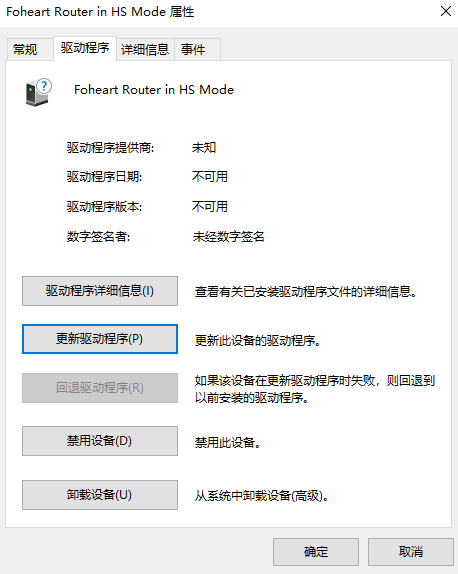 Foheart Router in HS Mode 属性
常规 驱动程序 详细信息 事件
Foheart Router in HS Mode
驱动程序提供商: 未知
驱动程序日期: 不可用
驱动程序版本: 不可用
数字签名者: 未经数字签名
驱动程序详细信息(I) 查看有关已安装驱动程序文件的详细信息。
更新驱动程序(P) 更新此设备的驱动程序。
回退驱动程序(R) 如果该设备在更新驱动程序时失败，则回退到
以前安装的驱动程序。
禁用设备(D) 禁用此设备。
卸载设备(U) 从系统中卸载设备(高级)。
确定 取消